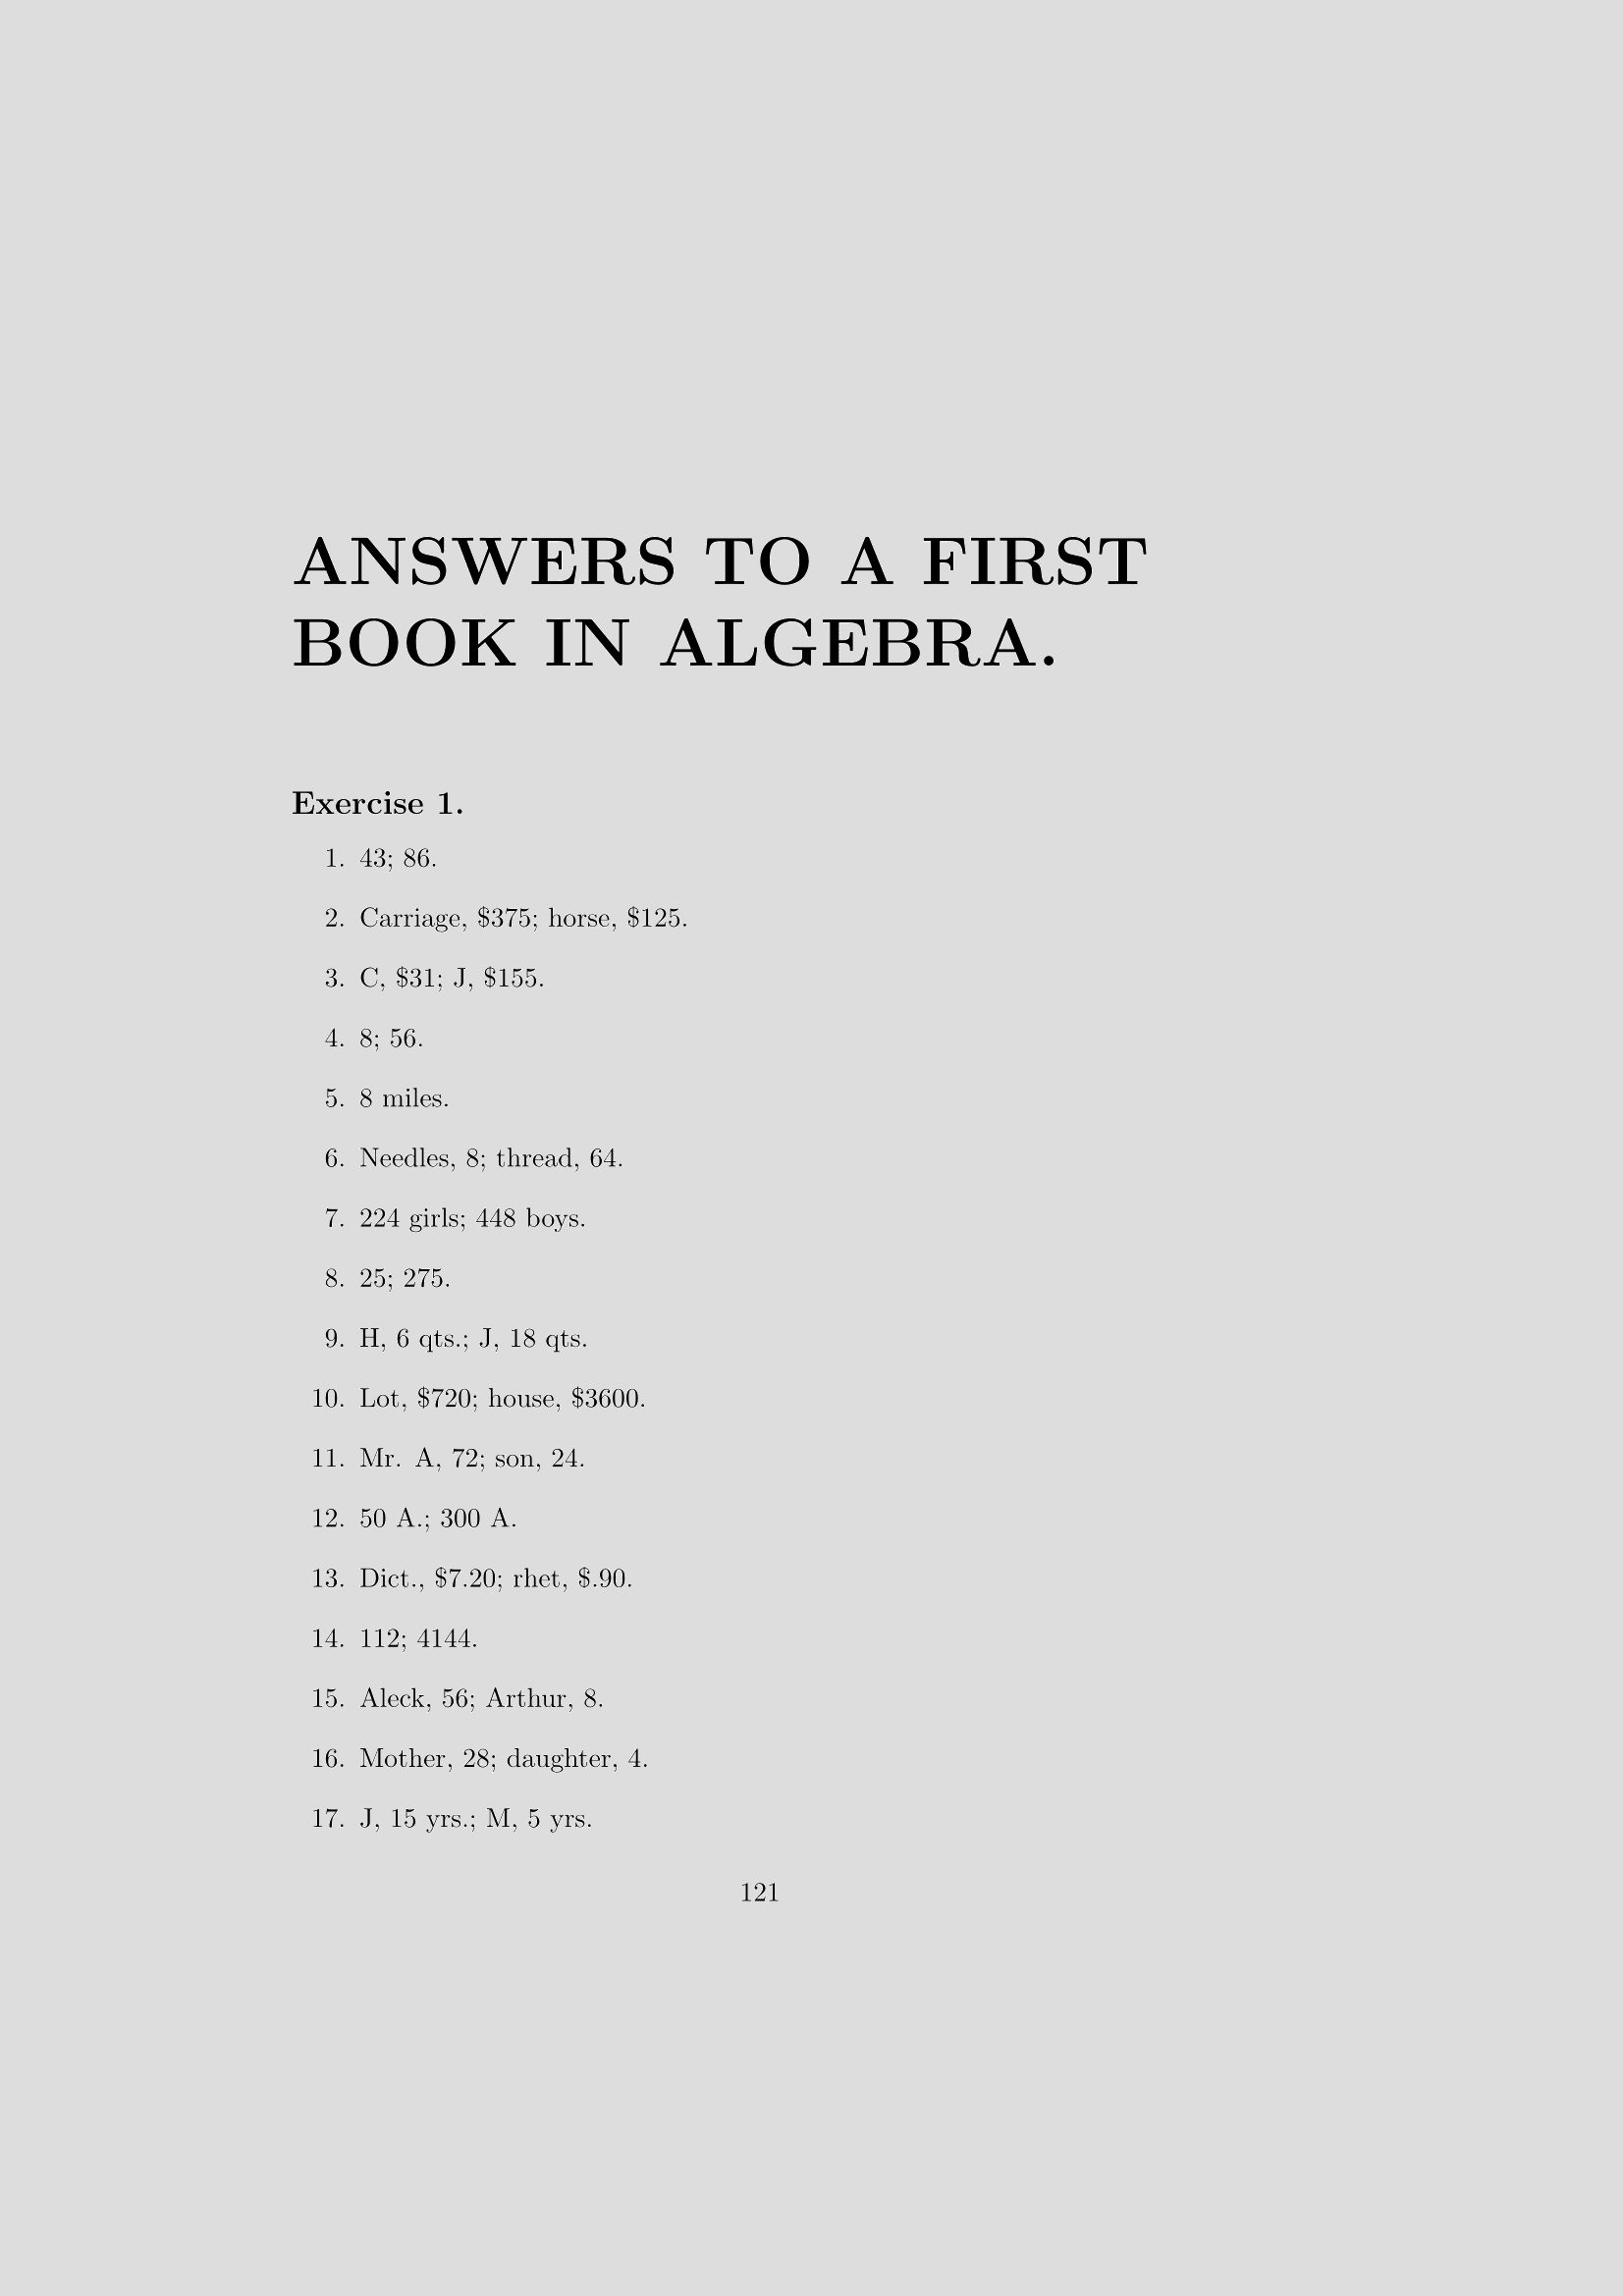 ANSWERS TO A FIRST
BOOK IN ALGEBRA.
Exercise 1.
1. 43; 86.
2. Carriage, $375; horse, $125.
3. C, $31; J, $155.
4. 8; 56.
5. 8 miles.
6. Needles, 8; thread, 64.
7. 224 girls; 448 boys.
8. 25; 275.
9. H, 6 qts.; J, 18 qts.
10. Lot, $720; house, $3600.
11. Mr. A, 72; son, 24.
12. 50 A.; 300 A.
13. Dict., $7.20; rhet, $.90.
14. 112; 4144.
15. Aleck, 56; Arthur, 8.
16. Mother, 28; daughter, 4.
17. J, 15 yrs.; M, 5 yrs.
121